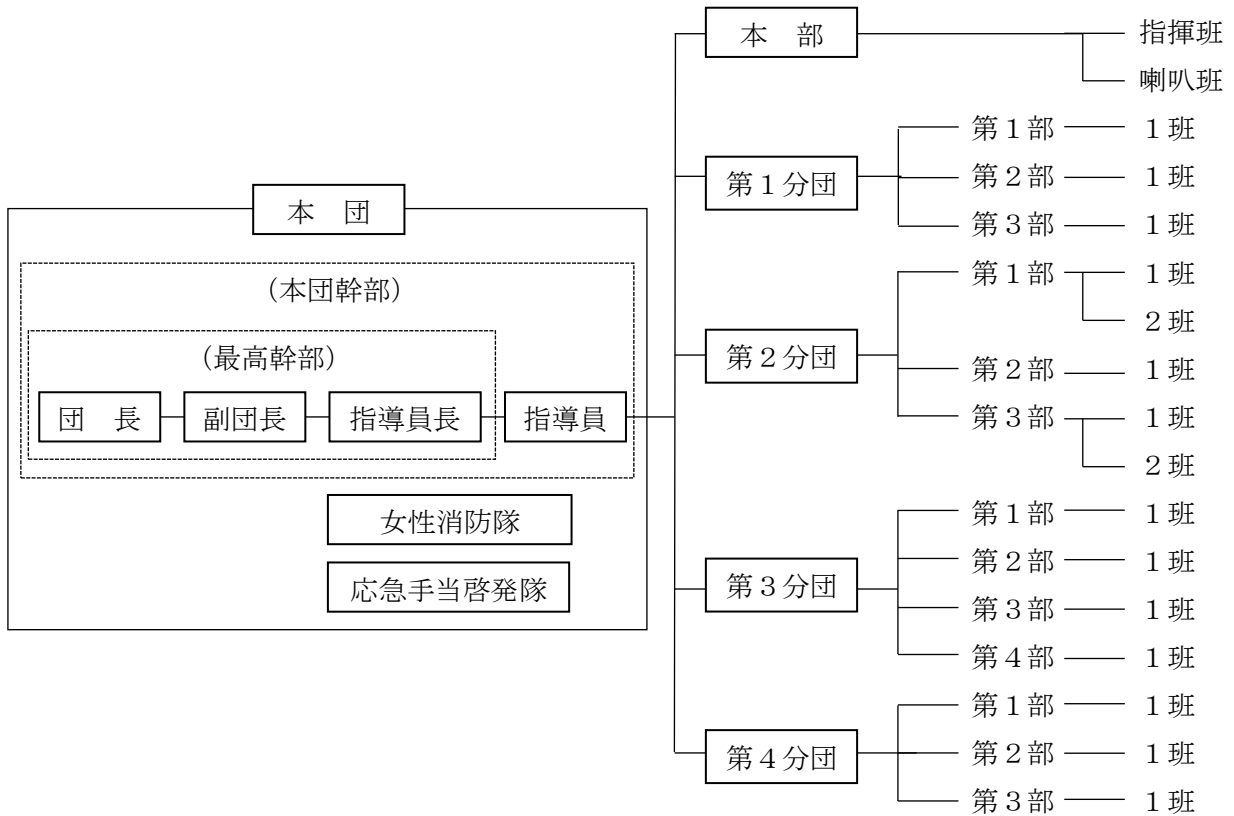 本団
(本団幹部)
(最高幹部)
団長
副団長
指導員長
指導員
女性消防隊
応急手当啓発隊
本部
指揮班
喇叭班
第1分団
第1部 1班
第2部 1班
第3部 1班
第2分団
第1部 1班
2班
第2部 1班
第3部 1班
2班
第3分団
第1部 1班
第2部 1班
第3部 1班
第4部 1班
第4分団
第1部 1班
第2部 1班
第3部 1班